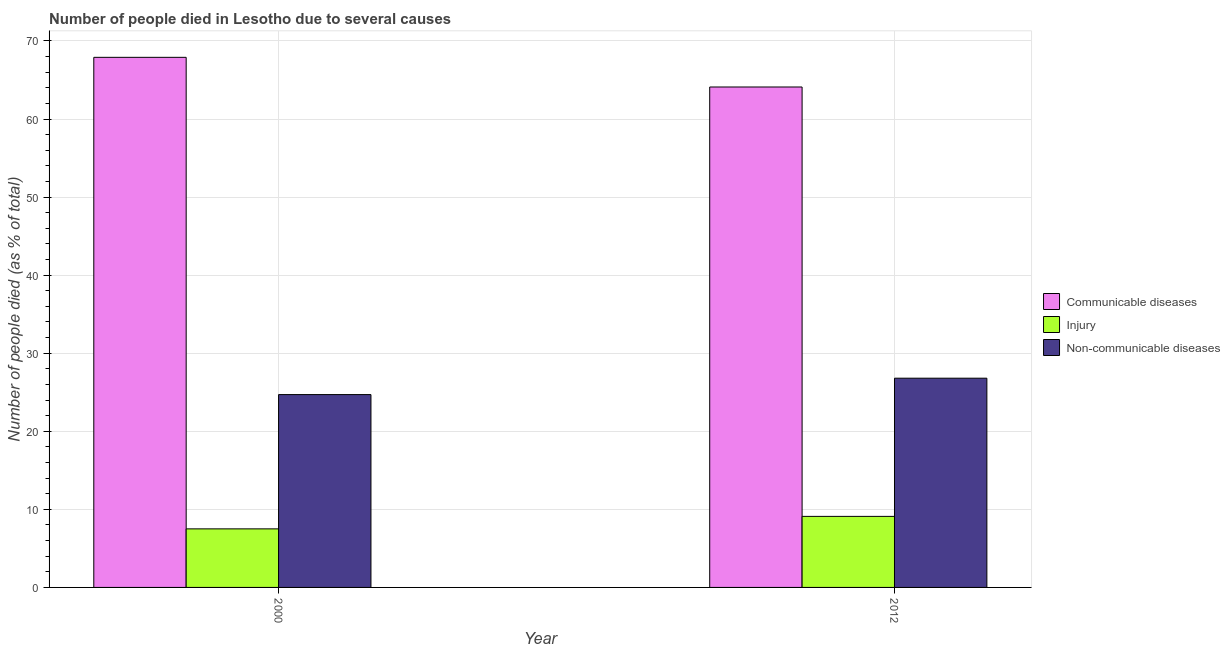 Number of people died in Lesotho due to several causes
Number of people died (as % of total)
70
60
50
40
30
20
10
0
2000
2012
Year
Communicable diseases
Injury
Non-communicable diseases